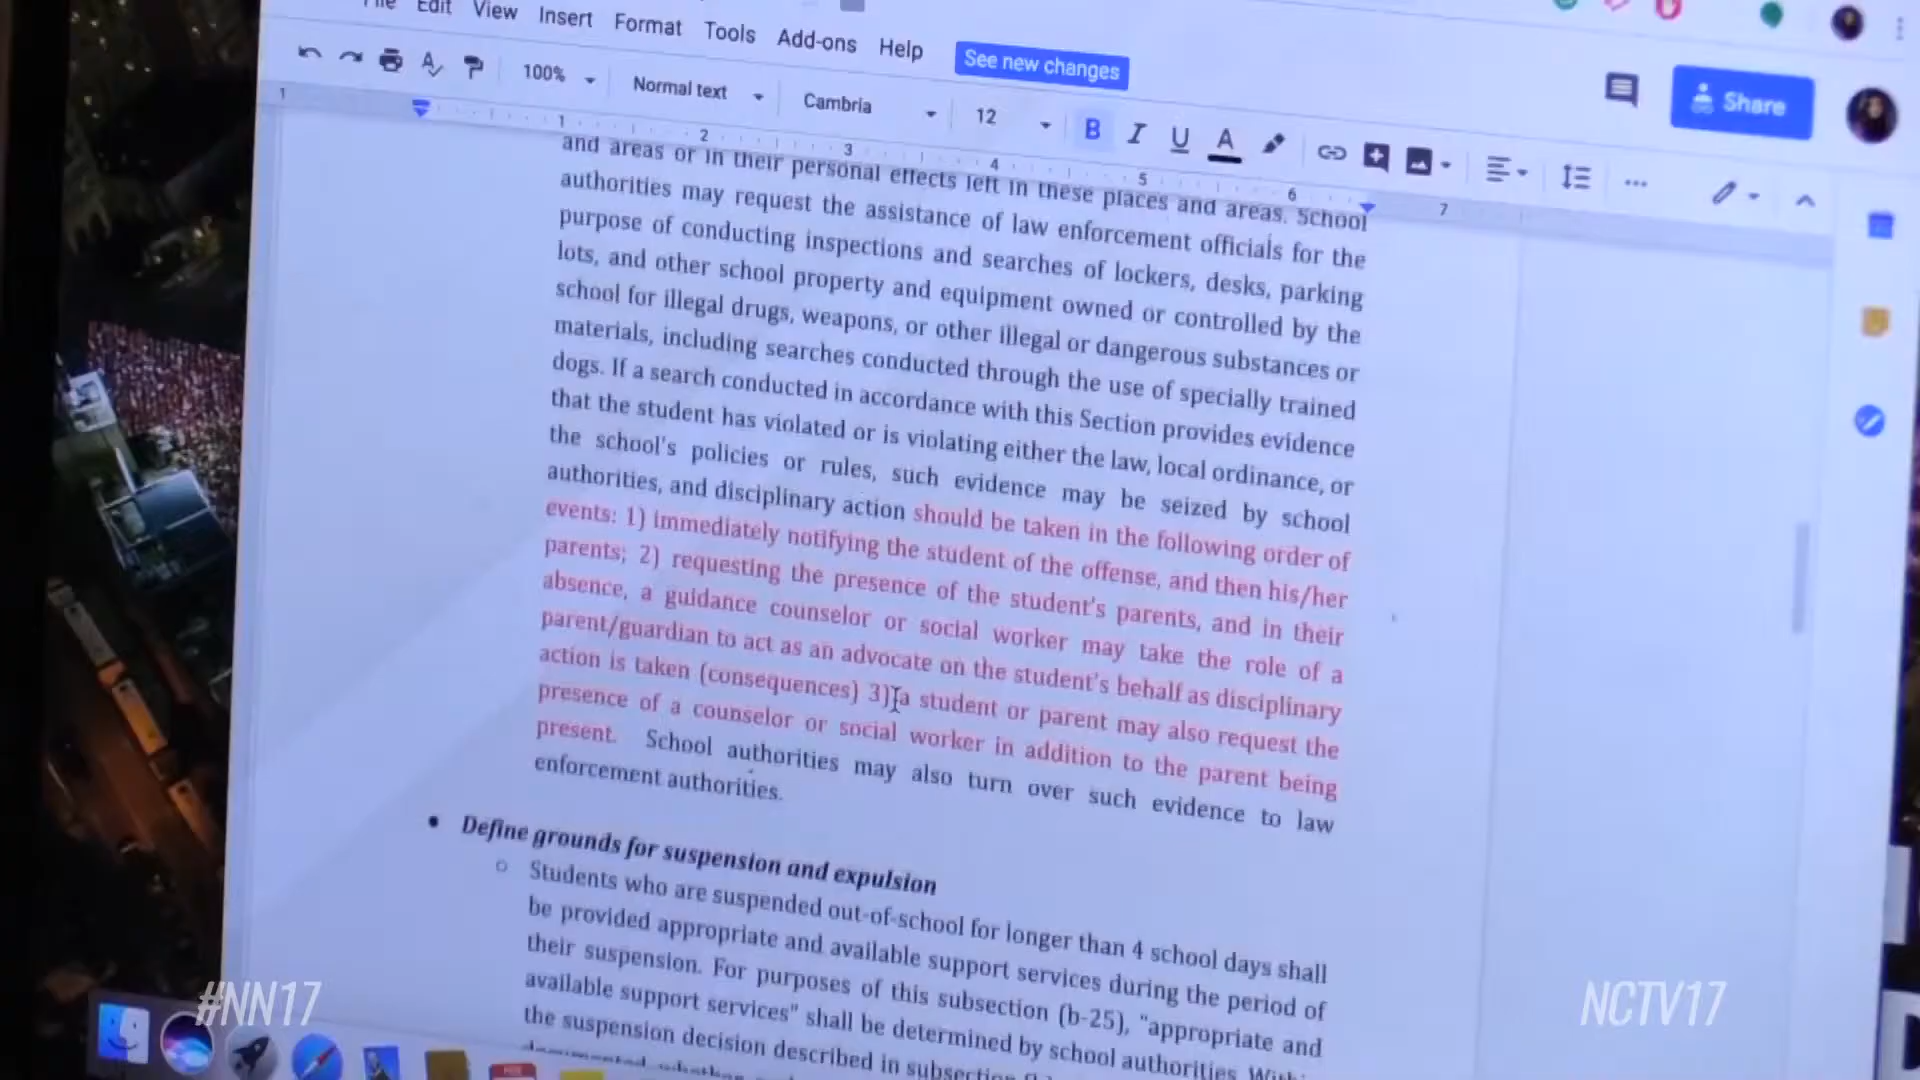 File Edit View Insert Format Tools Add-ons Help See new changes
100% Normal text Cambria 12 B I U A Share
1 1 2 3 4 5 6 7
and areas or in their personal effects left in these places and areas. School
authorities may request the assistance of law enforcement officials for the
purpose of conducting inspections and searches of lockers, desks, parking
lots, and other school property and equipment owned or controlled by the
school for illegal drugs, weapons, or other illegal or dangerous substances or
materials, including searches conducted through the use of specially trained
dogs. If a search conducted in accordance with this Section provides evidence
that the student has violated or is violating either the law, local ordinance, or
the school's policies or rules, such evidence may be seized by school
authorities, and disciplinary action should be taken in the following order of
events: 1) immediately notifying the student of the offense, and then his/her
parents; 2) requesting the presence of the student's parents, and in their
absence, a guidance counselor or social worker may take the role of a
parent/guardian to act as an advocate on the student's behalf as disciplinary
action is taken (consequences) 3) a student or parent may also request the
presence of a counselor or social worker in addition to the parent being
present. School authorities may also turn over such evidence to law
enforcement authorities.
• Define grounds for suspension and expulsion
○ Students who are suspended out-of-school for longer than 4 school days shall
be provided appropriate and available support services during the period of
their suspension. For purposes of this subsection (b-25), "appropriate and
available support services" shall be determined by school authorities. Within
the suspension decision described in subsection
#NN17
NCTV17